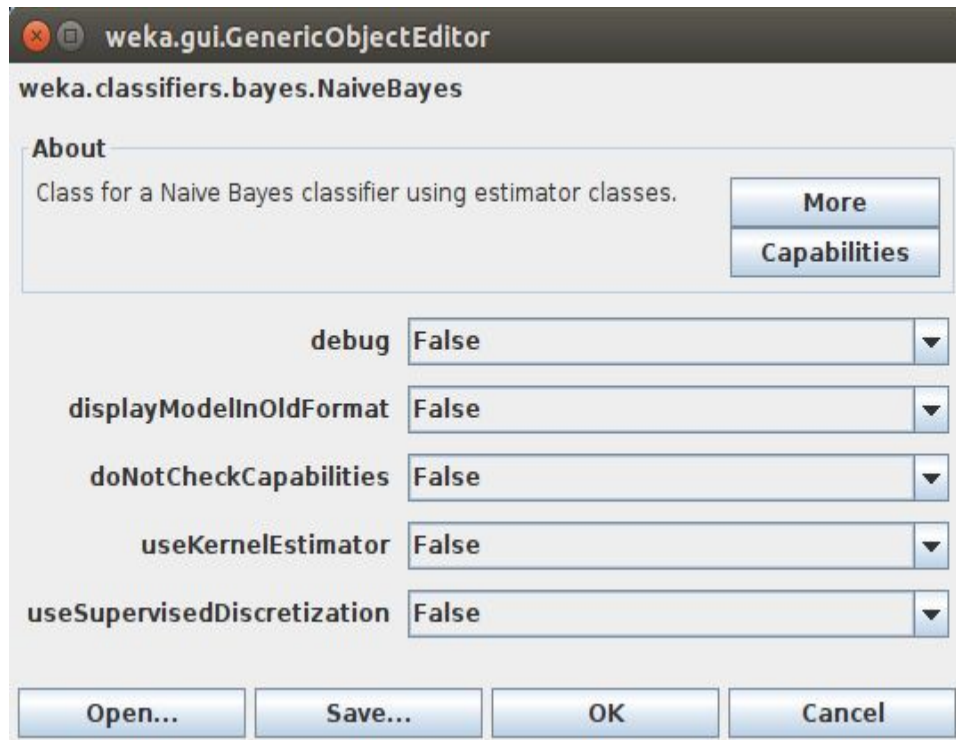 weka.gui.GenericObjectEditor
weka.classifiers.bayes.NaiveBayes
About
Class for a Naive Bayes classifier using estimator classes.
More
Capabilities
debug False
displayModelInOldFormat False
doNotCheckCapabilities False
useKernelEstimator False
useSupervisedDiscretization False
Open... Save... OK Cancel